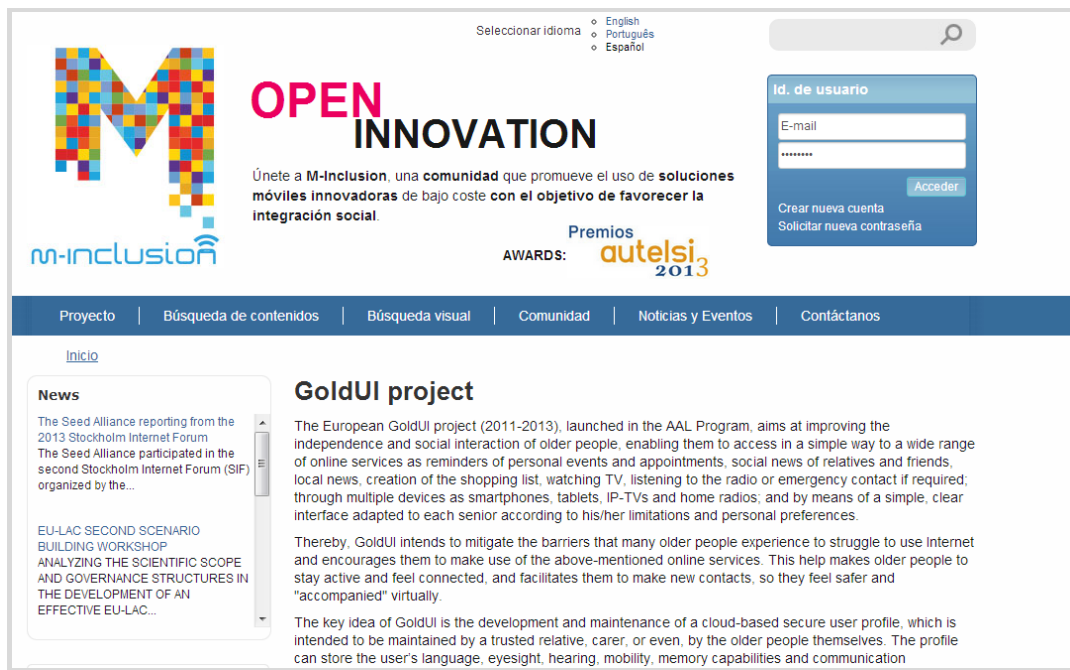 Seleccionar idioma
English
Português
Español
OPEN
INNOVATION
Únete a M-Inclusion, una comunidad que promueve el uso de soluciones
móviles innovadoras de bajo coste con el objetivo de favorecer la
integración social.
Premios
AWARDS: autelsi
2013
m-inclusion
Id. de usuario
E-mail
••••••••
Acceder
Crear nueva cuenta
Solicitar nueva contraseña
Proyecto | Búsqueda de contenidos | Búsqueda visual | Comunidad | Noticias y Eventos | Contáctanos
Inicio
News
The Seed Alliance reporting from the
2013 Stockholm Internet Forum
The Seed Alliance participated in the
second Stockholm Internet Forum (SIF)
organized by the...
EU-LAC SECOND SCENARIO
BUILDING WORKSHOP
ANALYZING THE SCIENTIFIC SCOPE
AND GOVERNANCE STRUCTURES IN
THE DEVELOPMENT OF AN
EFFECTIVE EU-LAC...
GoldUI project
The European GoldUI project (2011-2013), launched in the AAL Program, aims at improving the
independence and social interaction of older people, enabling them to access in a simple way to a wide range
of online services as reminders of personal events and appointments, social news of relatives and friends,
local news, creation of the shopping list, watching TV, listening to the radio or emergency contact if required;
through multiple devices as smartphones, tablets, IP-TVs and home radios; and by means of a simple, clear
interface adapted to each senior according to his/her limitations and personal preferences.
Thereby, GoldUI intends to mitigate the barriers that many older people experience to struggle to use Internet
and encourages them to make use of the above-mentioned online services. This help makes older people to
stay active and feel connected, and facilitates them to make new contacts, so they feel safer and
"accompanied" virtually.
The key idea of GoldUI is the development and maintenance of a cloud-based secure user profile, which is
intended to be maintained by a trusted relative, carer, or even, by the older people themselves. The profile
can store the user's language, eyesight, hearing, mobility, memory capabilities and communication